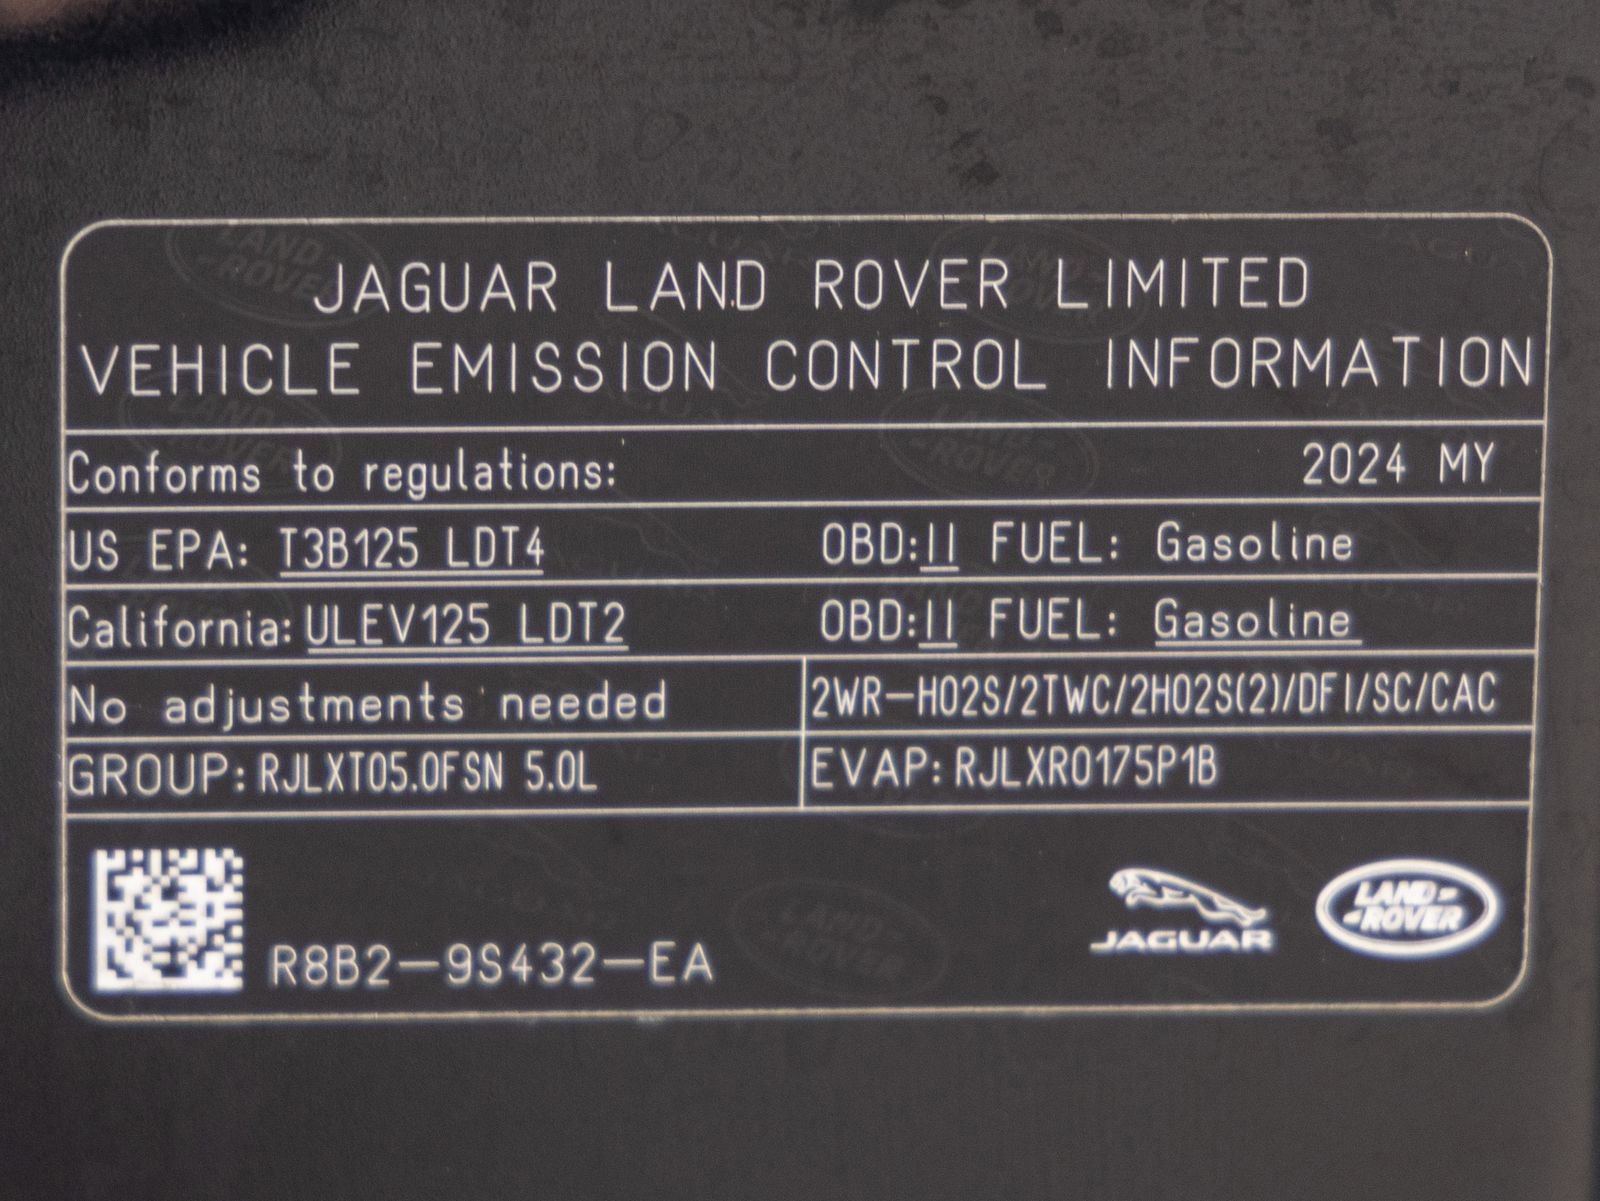 JAGUAR LAND ROVER LIMITED
VEHICLE EMISSION CONTROL INFORMATION
Conforms to regulations: 2024 MY
US EPA: T3B125 LDT4 OBD:II FUEL: Gasoline
California: ULEV125 LDT2 OBD:II FUEL: Gasoline
No adjustments needed 2WR-HO2S/2TWC/2HO2S(2)/DFI/SC/CAC
GROUP: RJLXT05.0FSN 5.0L EVAP: RJLXR0175P1B
R8B2-9S432-EA
JAGUAR
LAND-
-ROVER